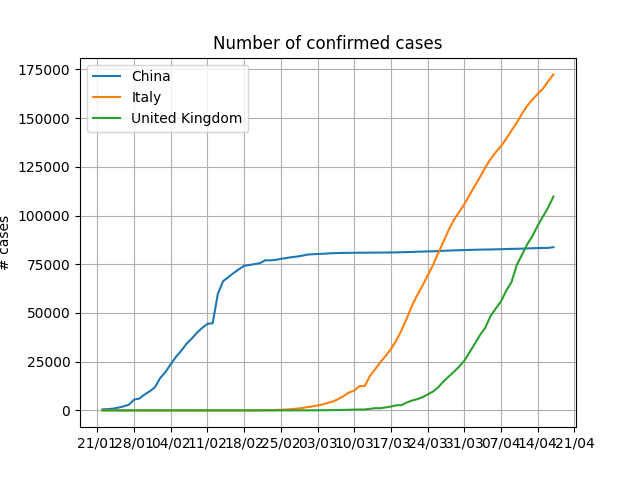 Number of confirmed cases
China
Italy
United Kingdom
# cases
175000
150000
125000
100000
75000
50000
25000
0
21/01 28/01 04/02 11/02 18/02 25/02 03/03 10/03 17/03 24/03 31/03 07/04 14/04 21/04